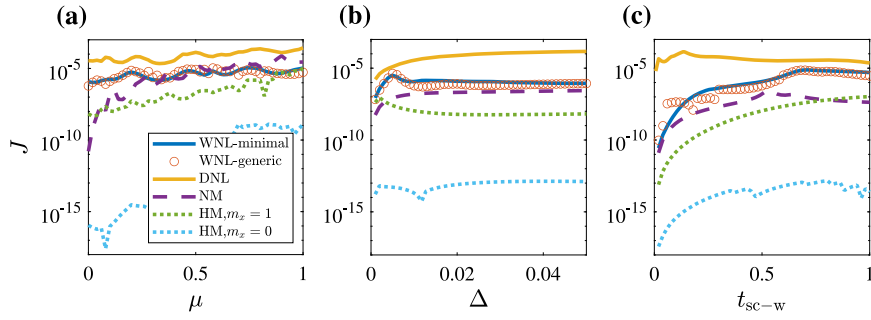 (a) (b) (c)
J
10^-5
10^-10
10^-15
WNL-minimal
WNL-generic
DNL
NM
HM,m_x = 1
HM,m_x = 0
0 0.5 1
μ
10^-5
10^-10
10^-15
0 0.02 0.04
Δ
10^-5
10^-10
10^-15
0 0.5 1
t_sc−w